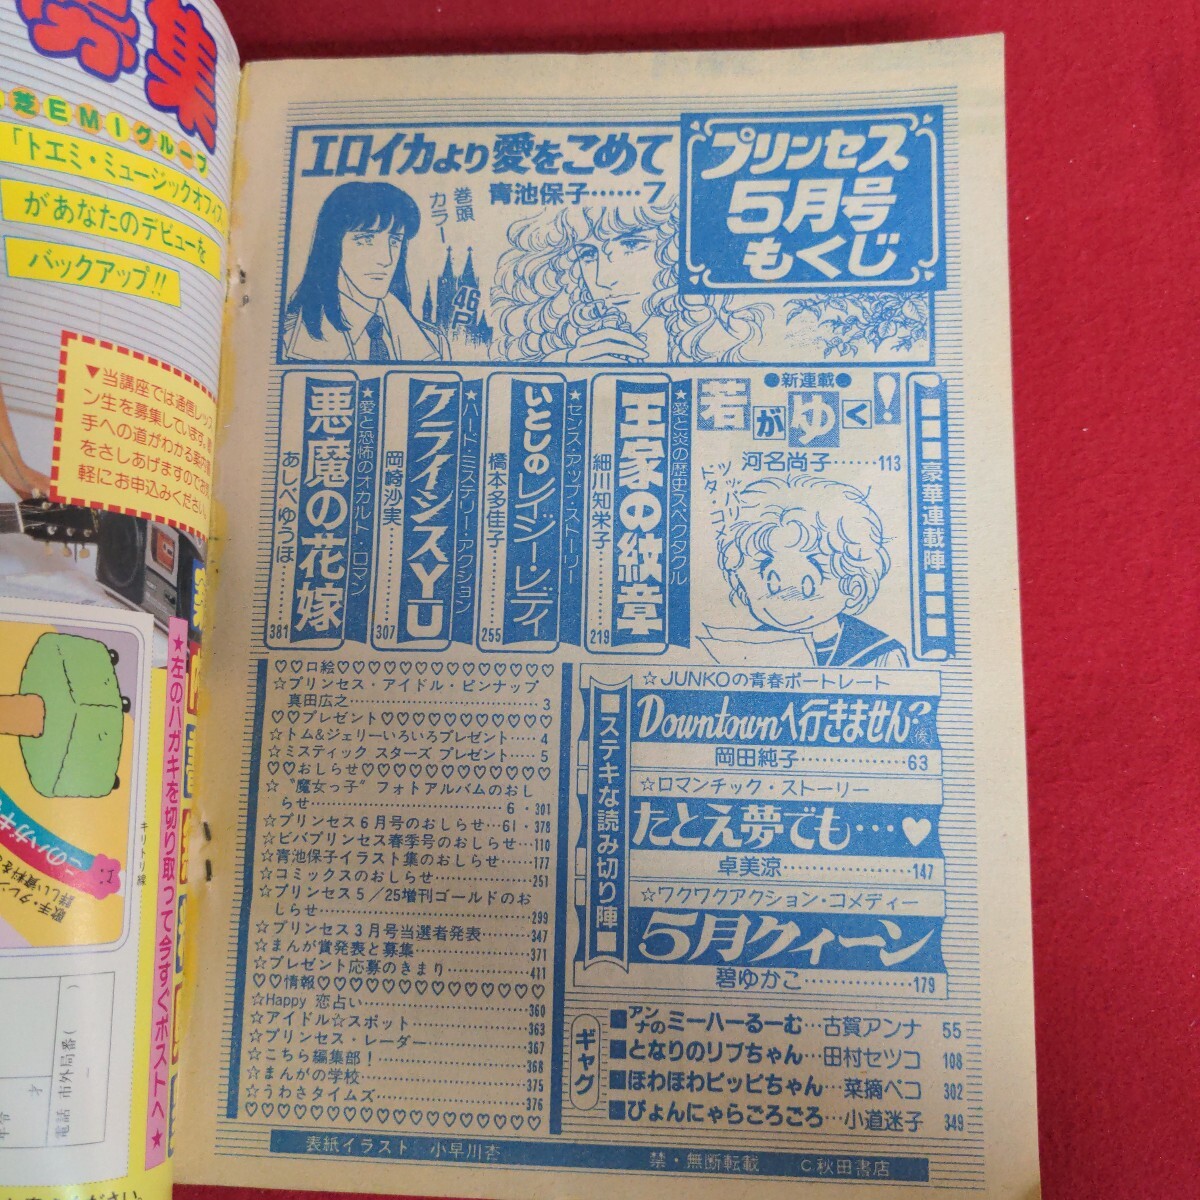 プリンセス
5月号
もくじ
エロイカより愛をこめて
青池保子……7
巻頭
カラー
46P
■■■■豪華連載陣■■■■
●新連載●
若がゆく!
河名尚子……113
ツッパリ
ドタ・コン
★愛と炎の歴史スペクタクル
王家の紋章
細川知栄子……219
★センス・アップ・ストーリー
いとしのレイジー・レディ
橋本多佳子……255
★ハード・ミステリー・アクション
クライシスYU
岡崎沙実……307
★愛と恐怖のオカルト・ロマン
悪魔の花嫁
あしべゆうほ……381
■ステキな読み切り陣■
☆JUNKOの青春ポートレート
Downtownへ行きません?(後)
岡田純子……………63
☆ロマンチック・ストーリー
たとえ夢でも…♥
卓美涼………………147
☆ワクワクアクション・コメディー
5月クィーン
碧ゆかこ……………179
♡♡口絵♡♡♡♡♡♡♡♡♡♡♡♡
☆プリンセス・アイドル・ピンナップ
真田広之……………………3
♡♡プレゼント♡♡♡♡♡♡♡♡♡♡
☆トム&ジェリーいろいろプレゼント……4
☆ミスティック スターズ プレゼント……5
♡♡おしらせ♡♡♡♡♡♡♡♡♡♡♡
☆〝魔女っ子〟フォトアルバムのおし
らせ……………………6・301
☆プリンセス6月号のおしらせ…61・378
☆ビバプリンセス春季号のおしらせ……110
☆青池保子イラスト集のおしらせ……177
☆コミックスのおしらせ……………251
☆プリンセス5/25増刊ゴールドのお
しらせ……………………299
☆プリンセス3月号当選者発表………347
☆まんが賞発表と募集………………371
☆プレゼント応募のきまり…………411
♡♡情報♡♡♡♡♡♡♡♡♡♡♡♡
☆Happy 恋占い……………………360
☆アイドル☆スポット………………363
☆プリンセス・レーダー……………367
☆こちら編集部!……………………368
☆まんがの学校………………………375
☆うわさタイムズ……………………376
ギャグ
■アンナのミーハーるーむ…古賀アンナ 55
■となりのリブちゃん…田村セツコ 108
■ほわほわピッピちゃん…菜摘ペコ 302
■ぴょんにゃらごろごろ…小道迷子 349
表紙イラスト 小早川杏
禁・無断転載 C.秋田書店
集
芝EMIグループ
「トエミ・ミュージックオフィス
があなたのデビューを
バックアップ!!
▼当講座では通信レッス
ン生を募集しています。
手への道がわかる案内
をさしあげますのでお
軽にお申込みください。
★左のハガキを切り取って今すぐポストへ★
キリトリ線
このハガキ
電話 市外局番( )
才
ください。